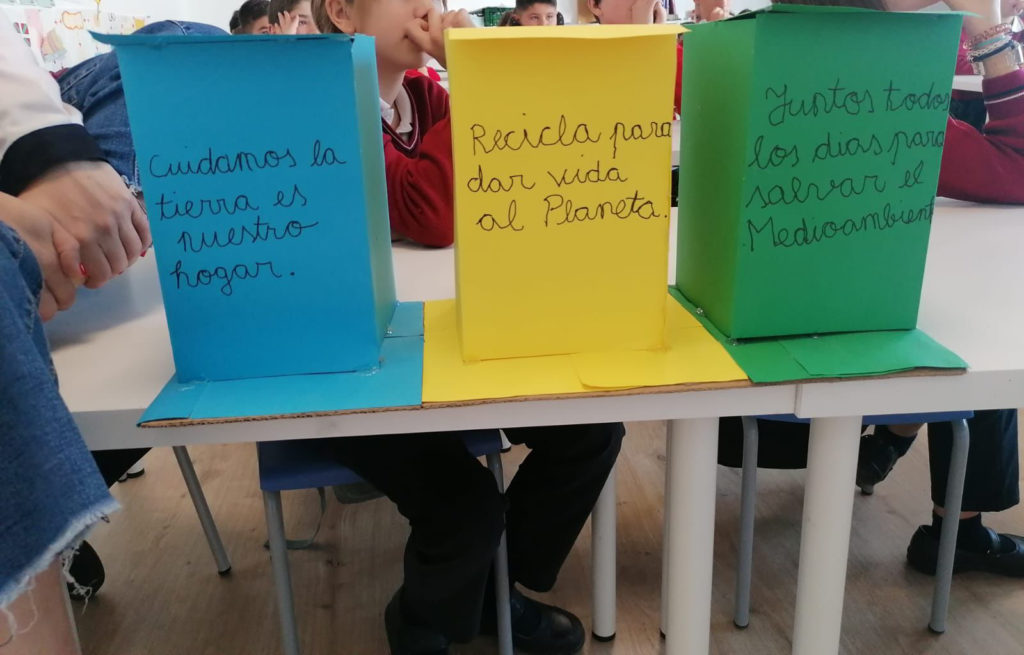 Cuidamos la
tierra es
nuestro
hogar.
Recicla para
dar vida
al Planeta.
Juntos todos
los dias para
salvar el
Medioambient